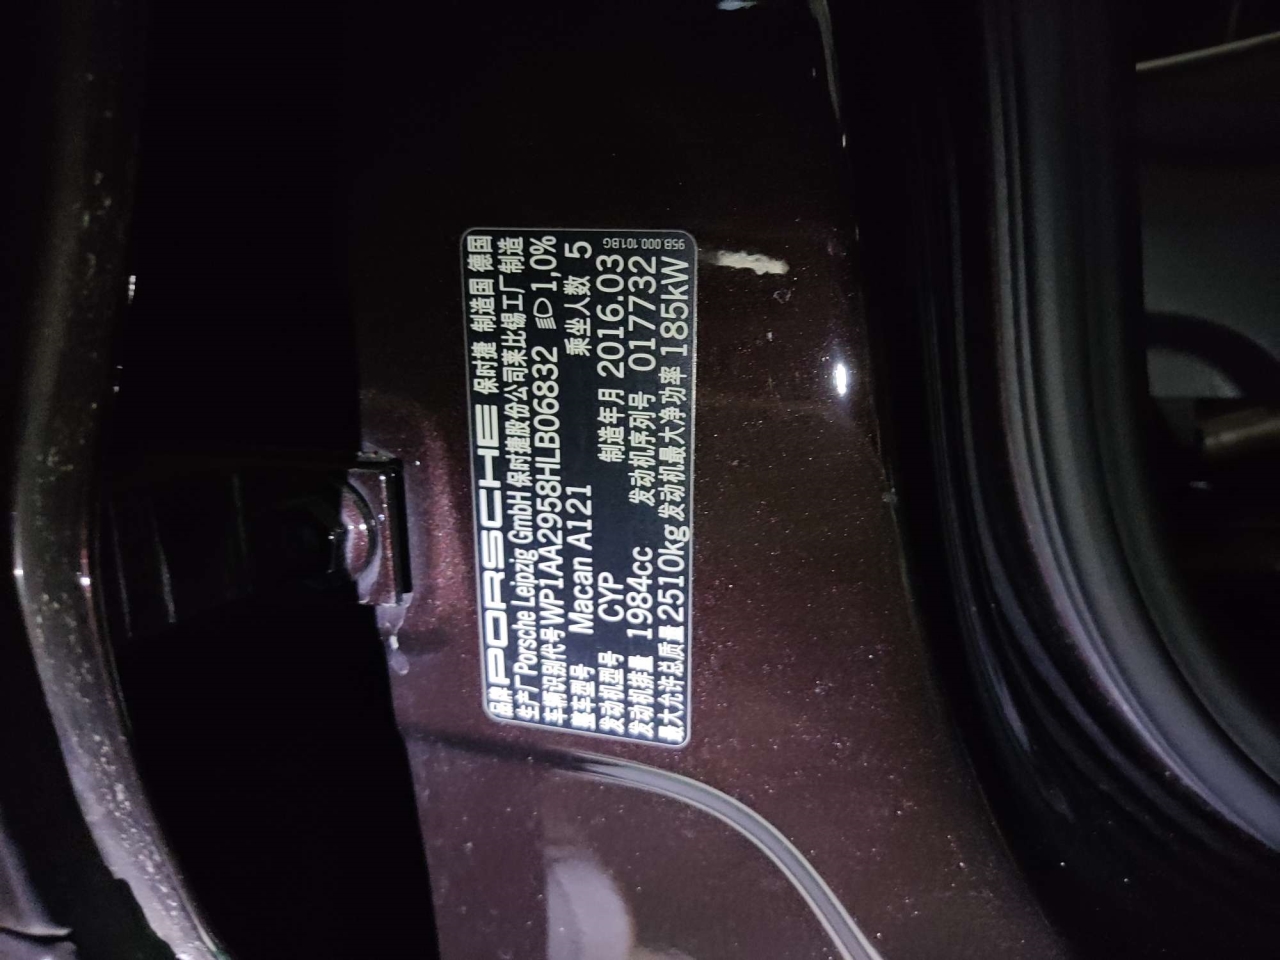 品牌 PORSCHE 保时捷 制造国 德国
生产厂 Porsche Leipzig GmbH 保时捷股份公司莱比锡工厂制造
车辆识别代号 WP1AA2958HLB06832 1,0%
整车型号 Macan A121 乘坐人数 5
发动机型号 CYP 制造年月 2016.03
发动机排量 1984cc 发动机序列号 017732
最大允许总质量 2510kg 发动机最大净功率 185kW
95B.000.101.BG